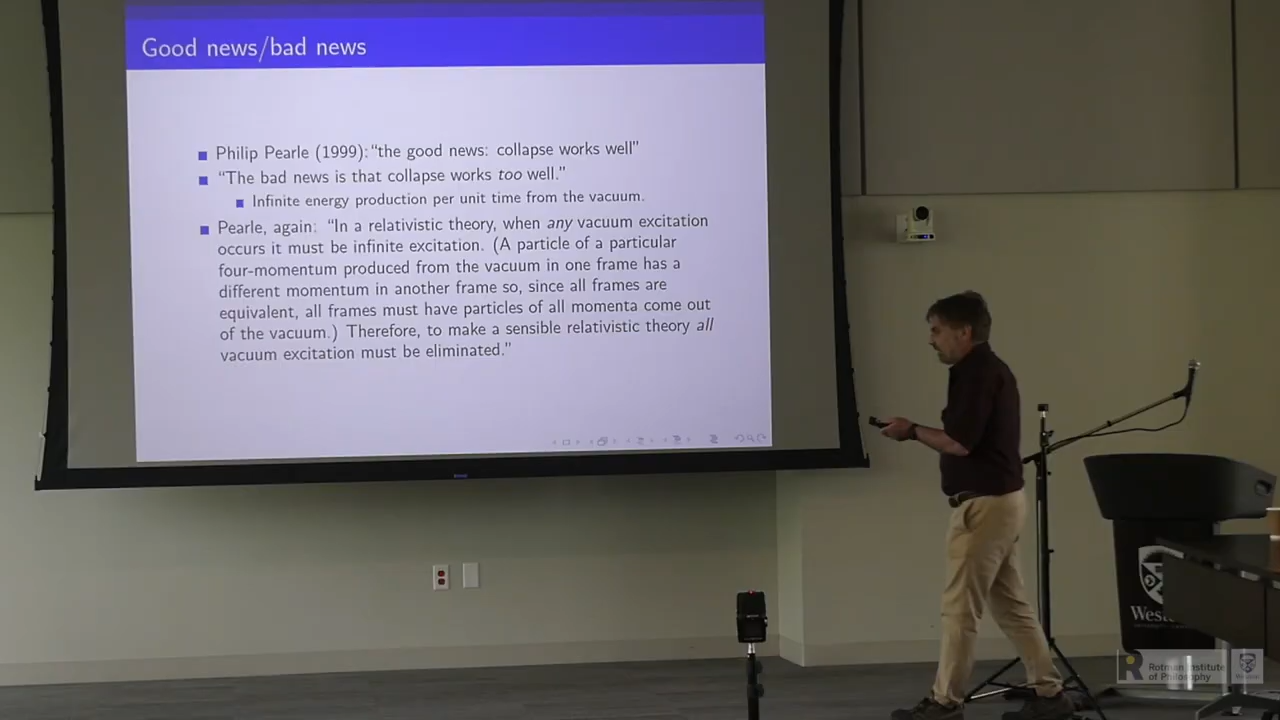 Good news/bad news
Philip Pearle (1999):“the good news: collapse works well”
“The bad news is that collapse works too well.”
Infinite energy production per unit time from the vacuum.
Pearle, again: “In a relativistic theory, when any vacuum excitation
occurs it must be infinite excitation. (A particle of a particular
four-momentum produced from the vacuum in one frame has a
different momentum in another frame so, since all frames are
equivalent, all frames must have particles of all momenta come out
of the vacuum.) Therefore, to make a sensible relativistic theory all
vacuum excitation must be eliminated.”
Rotman Institute
of Philosophy